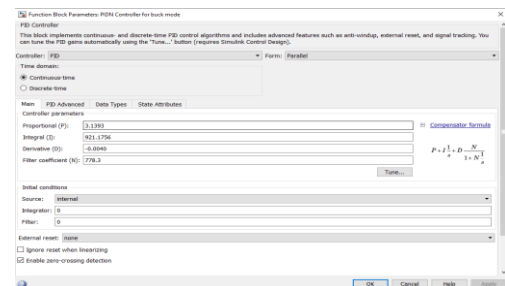 Function Block Parameters: PIDN Controller for buck mode
PID Controller
This block implements continuous- and discrete-time PID control algorithms and includes advanced features such as anti-windup, external reset, and signal tracking. You
can tune the PID gains automatically using the 'Tune...' button (requires Simulink Control Design).
Controller: PID Form: Parallel
Time domain:
Continuous-time
Discrete-time
Main PID Advanced Data Types State Attributes
Controller parameters
Proportional (P): 3.1393 Compensator formula
Integral (I): 921.1756
Derivative (D): -0.0040
Filter coefficient (N): 778.3
P+I 1/s +D N/(1+N 1/s)
Tune...
Initial conditions
Source: internal
Integrator: 0
Filter: 0
External reset: none
Ignore reset when linearizing
Enable zero-crossing detection
OK Cancel Help Apply